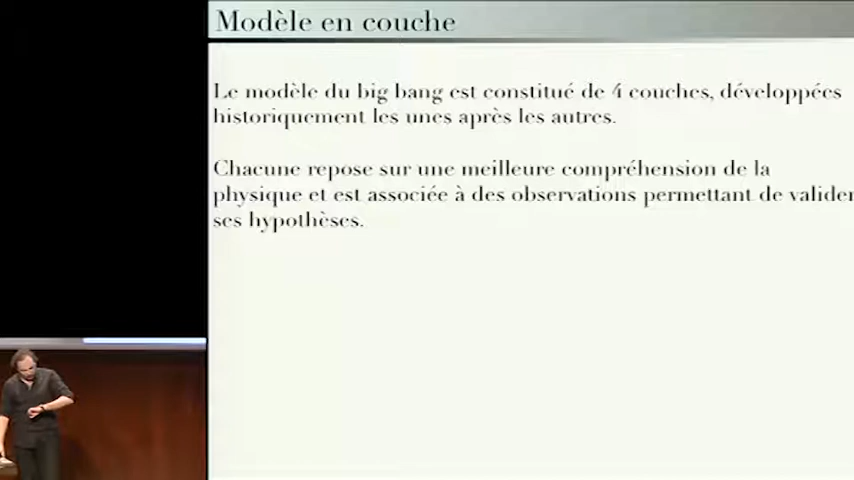 Modèle en couche
Le modèle du big bang est constitué de 4 couches, développées
historiquement les unes après les autres.
Chacune repose sur une meilleure compréhension de la
physique et est associée à des observations permettant de valider
ses hypothèses.